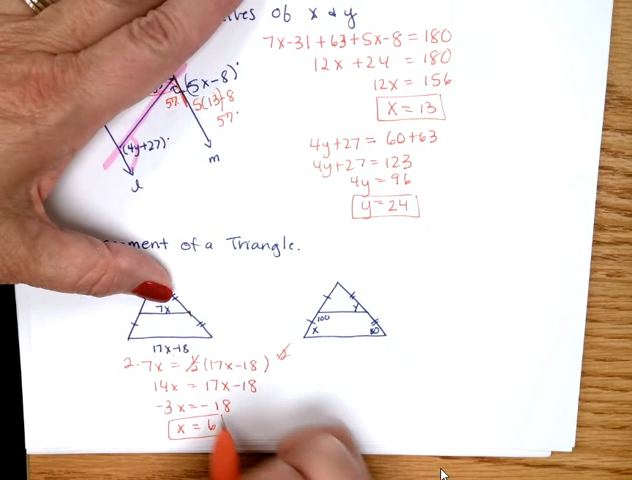 of x & y
7x-31+63+5x-8=180
12x+24 = 180
12x = 156
x = 13
(5x-8)°
57° 5(13)-8
57°
(4y+27)°
m
l
4y+27 = 60+63
4y+27 = 123
4y = 96
y = 24
of a Triangle.
7x
17x-18
100
y
x
80
2·7x = ½(17x-18) ·2
14x = 17x-18
-3x = -18
x = 6